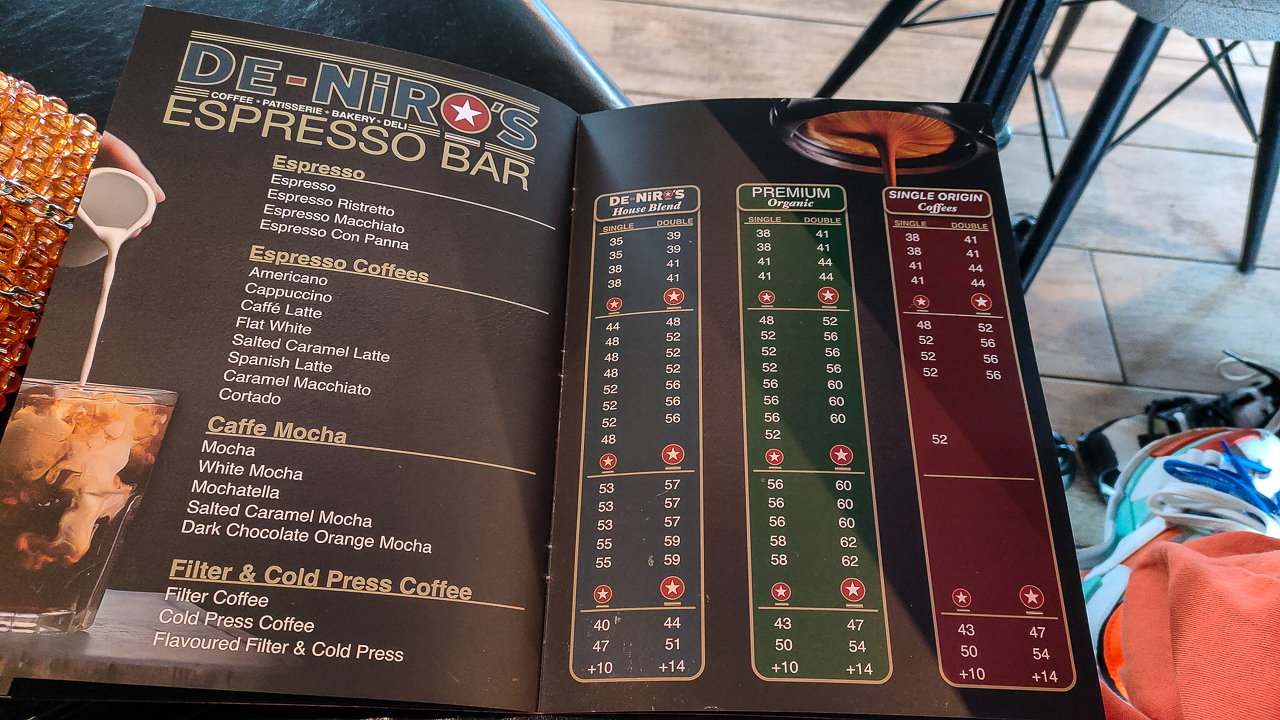 DE-NiRO'S
COFFEE • PATISSERIE • BAKERY • DELI
ESPRESSO BAR
Espresso
Espresso
Espresso Ristretto
Espresso Macchiato
Espresso Con Panna
Espresso Coffees
Americano
Cappuccino
Caffé Latte
Flat White
Salted Caramel Latte
Spanish Latte
Caramel Macchiato
Cortado
Caffe Mocha
Mocha
White Mocha
Mochatella
Salted Caramel Mocha
Dark Chocolate Orange Mocha
Filter & Cold Press Coffee
Filter Coffee
Cold Press Coffee
Flavoured Filter & Cold Press
DE-NiRO'S
House Blend
SINGLE DOUBLE
35 39
35 39
38 41
38 41
44 48
48 52
48 52
48 52
52 56
52 56
52 56
48
53 57
53 57
53 57
55 59
55 59
40 44
47 51
+10 +14
PREMIUM
Organic
SINGLE DOUBLE
38 41
38 41
41 44
41 44
48 52
52 56
52 56
52 56
56 60
56 60
56 60
52
56 60
56 60
56 60
58 62
58 62
43 47
50 54
+10 +14
SINGLE ORIGIN
Coffees
SINGLE DOUBLE
38 41
38 41
41 44
41 44
48 52
52 56
52 56
52 56
52
43 47
50 54
+10 +14